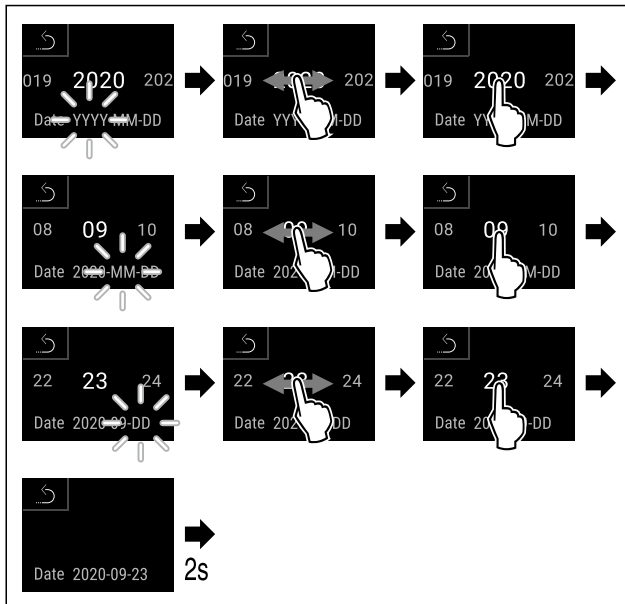 019 2020 202
Date YYYY-MM-DD
019 202
Date YY M-DD
019 2020 202
Date YY M-DD
08 09 10
Date 2020-MM-DD
08 10
Date 202 -DD
08 09 10
Date 20 M-DD
22 23 24
Date 2020-09-DD
22 24
Date 202 DD
22 23 24
Date 20 -DD
Date 2020-09-23
2s